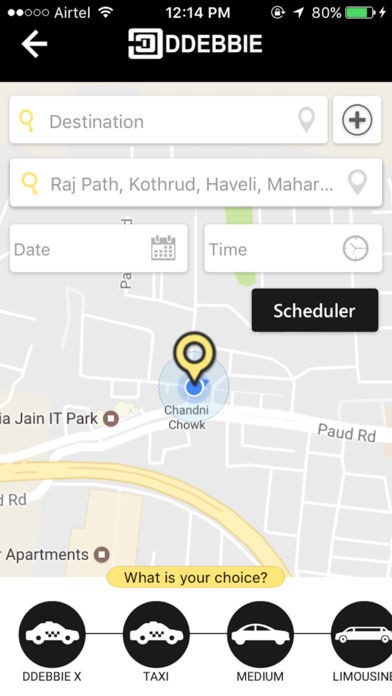 Airtel 12:14 PM 80%
DDEBBIE
Destination
Raj Path, Kothrud, Haveli, Mahar...
Date
Time
Pa
Scheduler
Chandni
Chowk
ia Jain IT Park
Paud Rd
d Rd
r Apartments
What is your choice?
DDEBBIE X TAXI MEDIUM LIMOUSIN